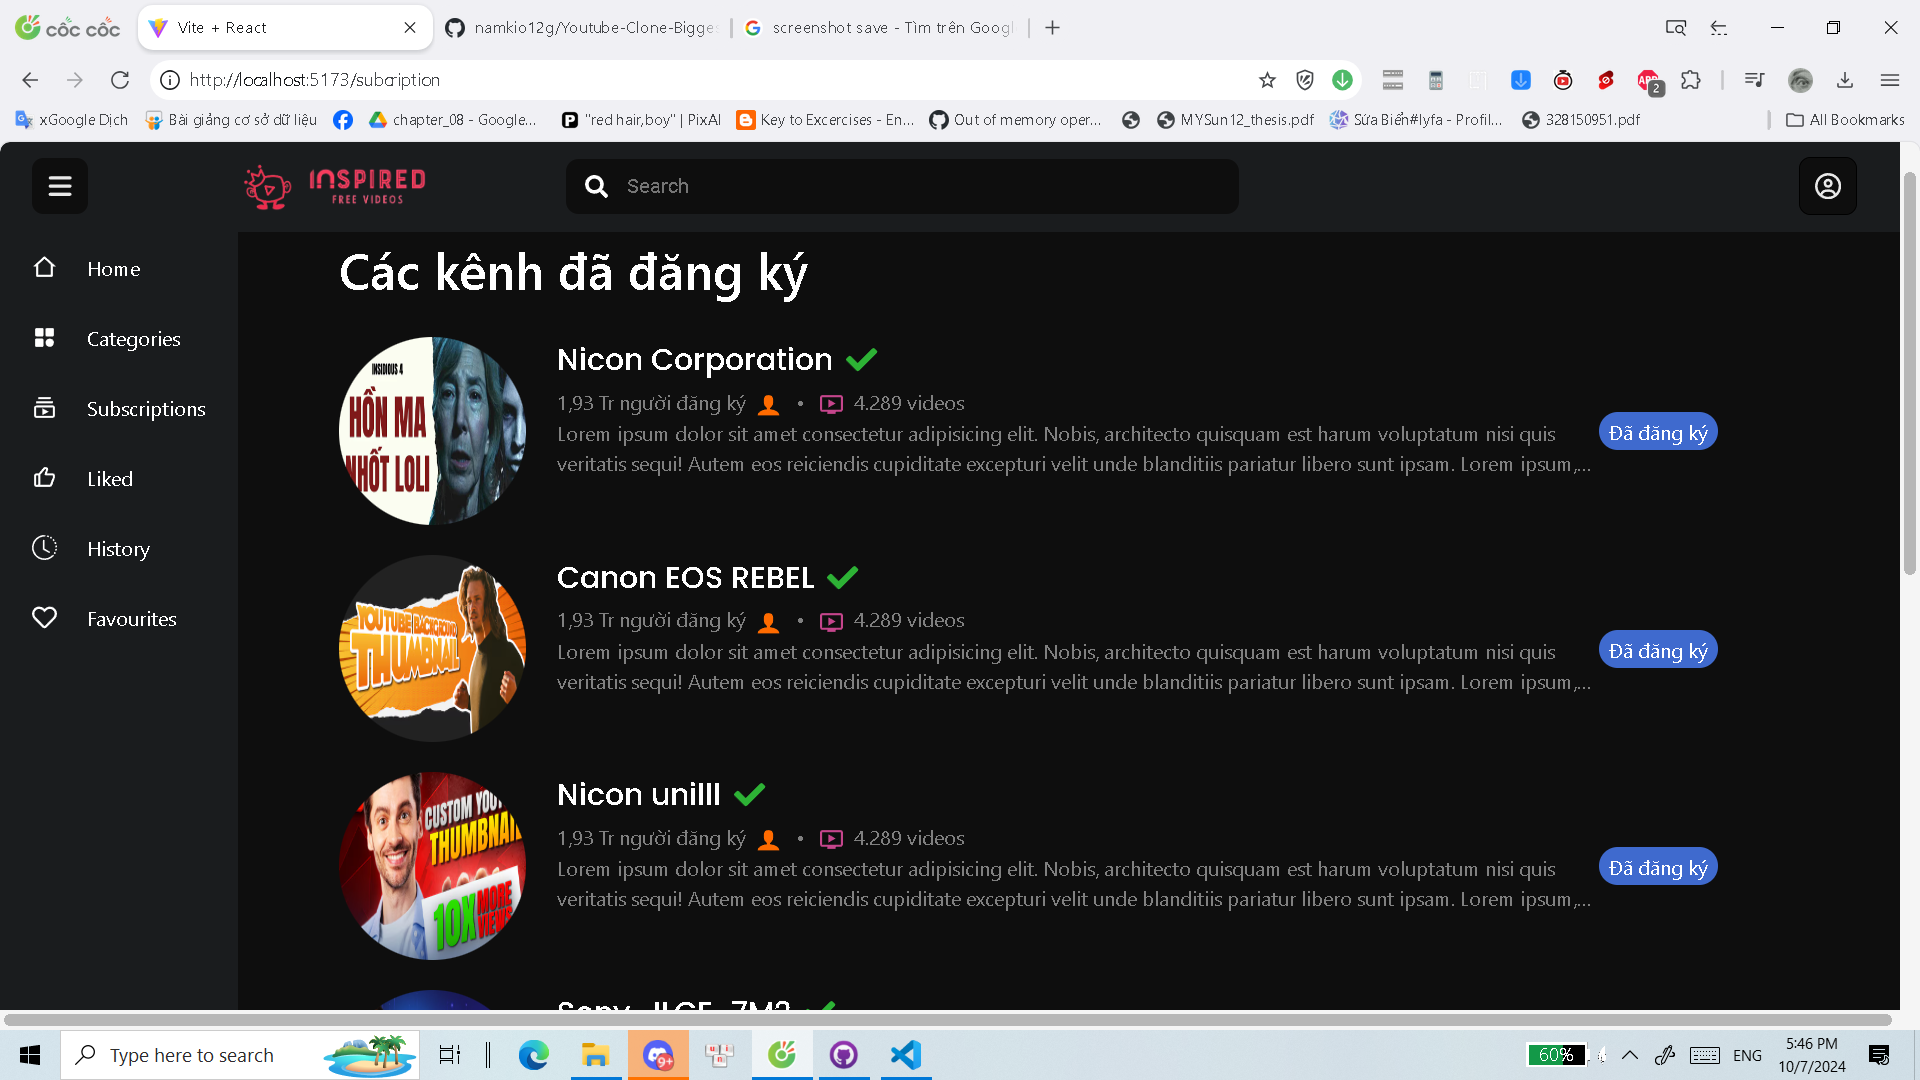 cốc cốc
Vite + React
namkio12g/Youtube-Clone-Bigges
screenshot save - Tìm trên Googl
http://localhost:5173/subcription
2
xGoogle Dịch
Bài giảng cơ sở dữ liệu
chapter_08 - Google...
"red hair,boy" | PixAI
Key to Excercises - En...
Out of memory oper...
MYSun12_thesis.pdf
Sứa Biển#lyfa - Profil...
328150951.pdf
All Bookmarks
INSPIRED
FREE VIDEOS
Search
Home
Categories
Subscriptions
Liked
History
Favourites
Các kênh đã đăng ký
INSIDIOUS 4
HỒN MA
NHỐT LOLI
Nicon Corporation
1,93 Tr người đăng ký • 4.289 videos
Lorem ipsum dolor sit amet consectetur adipisicing elit. Nobis, architecto quisquam est harum voluptatum nisi quis
veritatis sequi! Autem eos reiciendis cupiditate excepturi velit unde blanditiis pariatur libero sunt ipsam. Lorem ipsum,...
Đã đăng ký
YOUTUBE BACKGROUND
THUMBNAIL
Canon EOS REBEL
1,93 Tr người đăng ký • 4.289 videos
Lorem ipsum dolor sit amet consectetur adipisicing elit. Nobis, architecto quisquam est harum voluptatum nisi quis
veritatis sequi! Autem eos reiciendis cupiditate excepturi velit unde blanditiis pariatur libero sunt ipsam. Lorem ipsum,...
Đã đăng ký
CUSTOM YOU
THUMBNAI
10X MORE
VIEWS
Nicon unilll
1,93 Tr người đăng ký • 4.289 videos
Lorem ipsum dolor sit amet consectetur adipisicing elit. Nobis, architecto quisquam est harum voluptatum nisi quis
veritatis sequi! Autem eos reiciendis cupiditate excepturi velit unde blanditiis pariatur libero sunt ipsam. Lorem ipsum,...
Đã đăng ký
Type here to search
9+
60%
ENG
5:46 PM
10/7/2024